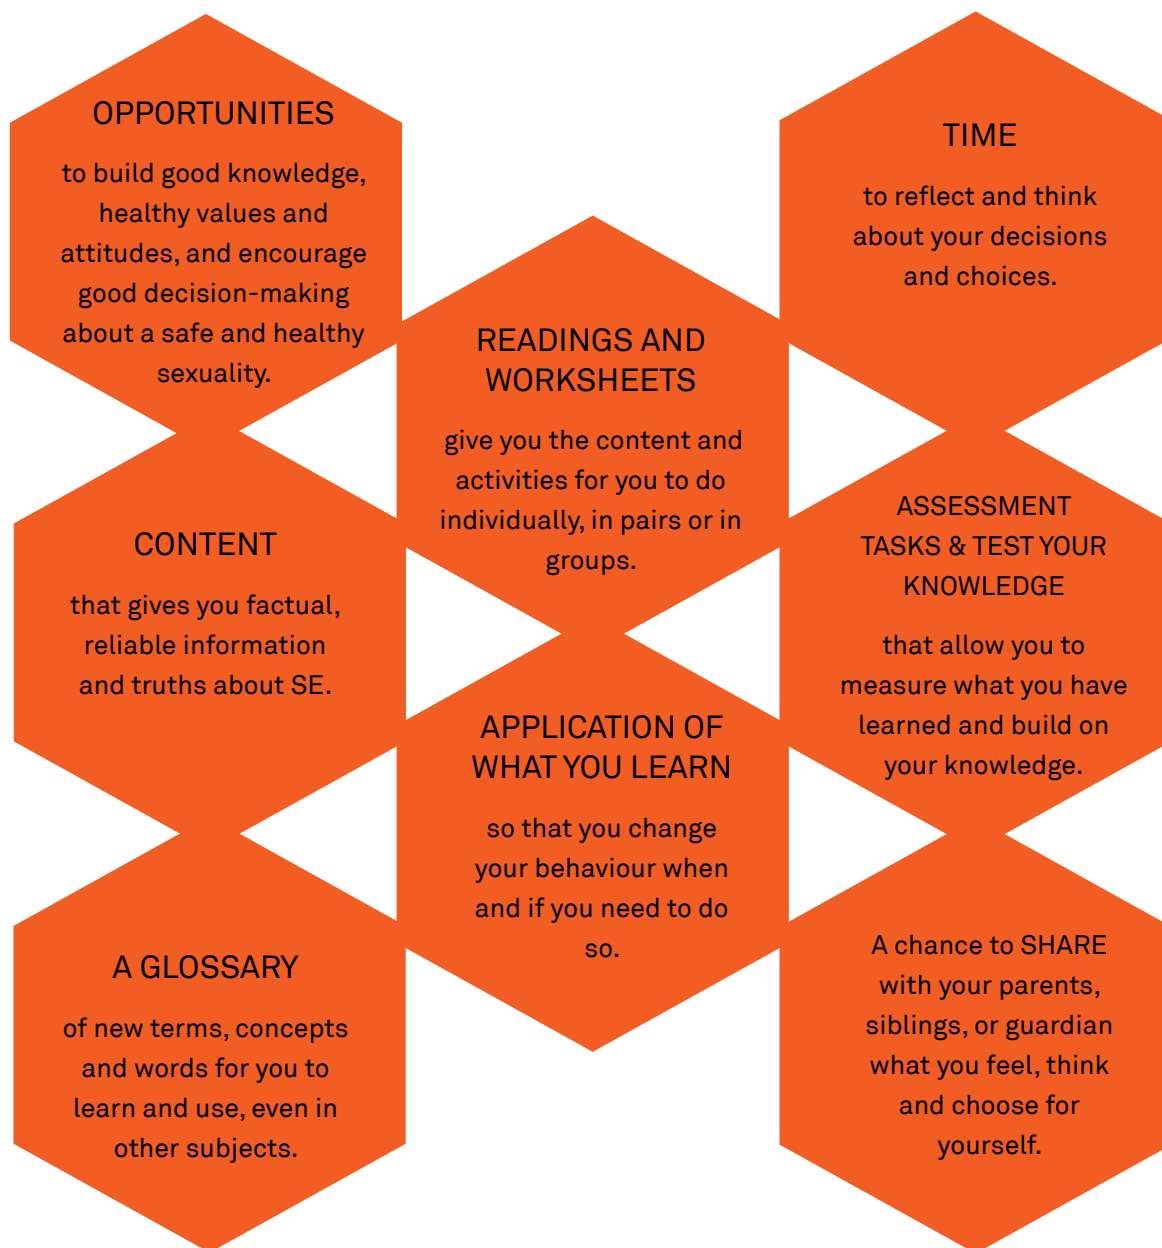 OPPORTUNITIES
to build good knowledge,
healthy values and
attitudes, and encourage
good decision-making
about a safe and healthy
sexuality.
TIME
to reflect and think
about your decisions
and choices.
READINGS AND
WORKSHEETS
give you the content and
activities for you to do
individually, in pairs or in
groups.
CONTENT
that gives you factual,
reliable information
and truths about SE.
ASSESSMENT
TASKS & TEST YOUR
KNOWLEDGE
that allow you to
measure what you have
learned and build on
your knowledge.
APPLICATION OF
WHAT YOU LEARN
so that you change
your behaviour when
and if you need to do
so.
A GLOSSARY
of new terms, concepts
and words for you to
learn and use, even in
other subjects.
A chance to SHARE
with your parents,
siblings, or guardian
what you feel, think
and choose for
yourself.